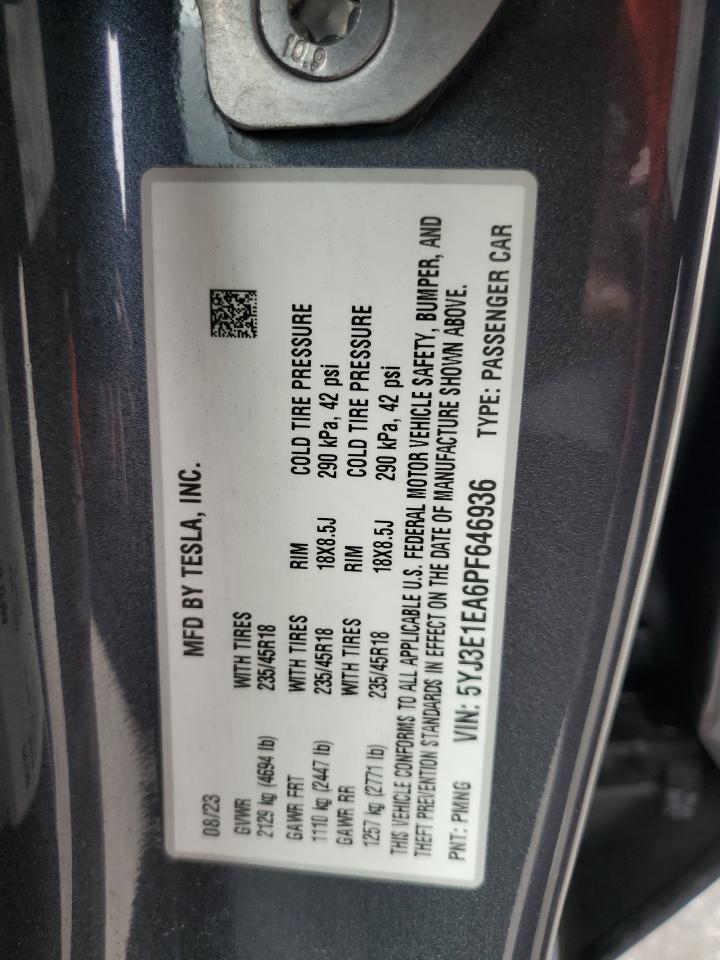 10.9
MFD BY TESLA, INC.
08/23
GVWR WITH TIRES RIM COLD TIRE PRESSURE
2129 kg (4694 lb) 235/45R18 18X8.5J 290 kPa, 42 psi
GAWR FRT WITH TIRES RIM COLD TIRE PRESSURE
1110 kg (2447 lb) 235/45R18 18X8.5J 290 kPa, 42 psi
GAWR RR WITH TIRES
1257 kg (2771 lb) 235/45R18
THIS VEHICLE CONFORMS TO ALL APPLICABLE U.S. FEDERAL MOTOR VEHICLE SAFETY, BUMPER, AND
THEFT PREVENTION STANDARDS IN EFFECT ON THE DATE OF MANUFACTURE SHOWN ABOVE.
PNT: PMNG VIN: 5YJ3E1EA6PF646936 TYPE: PASSENGER CAR